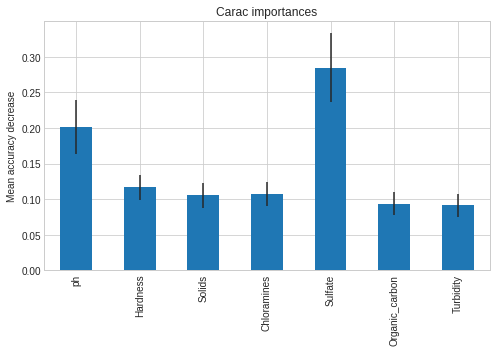 Carac importances
Mean accuracy decrease
0.30
0.25
0.20
0.15
0.10
0.05
0.00
ph
Hardness
Solids
Chloramines
Sulfate
Organic_carbon
Turbidity